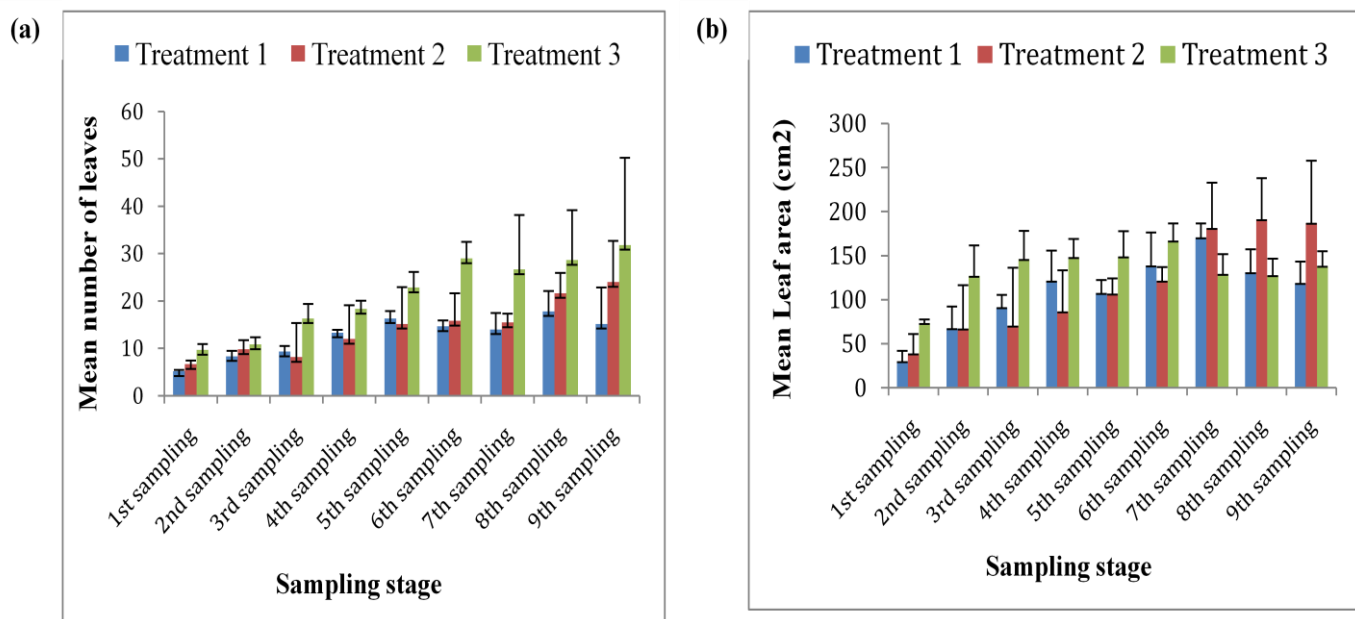 (a)
Treatment 1 Treatment 2 Treatment 3
Mean number of leaves
60
50
40
30
20
10
0
1st sampling
2nd sampling
3rd sampling
4th sampling
5th sampling
6th sampling
7th sampling
8th sampling
9th sampling
Sampling stage
(b)
Treatment 1 Treatment 2 Treatment 3
Mean Leaf area (cm2)
300
250
200
150
100
50
0
1st sampling
2nd sampling
3rd sampling
4th sampling
5th sampling
6th sampling
7th sampling
8th sampling
9th sampling
Sampling stage